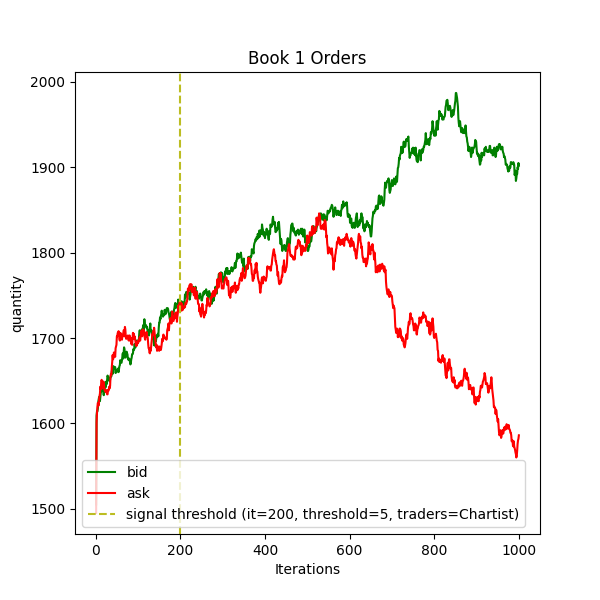 Book 1 Orders
quantity
2000
1900
1800
1700
1600
1500
bid
ask
signal threshold (it=200, threshold=5, traders=Chartist)
0 200 400 600 800 1000
Iterations